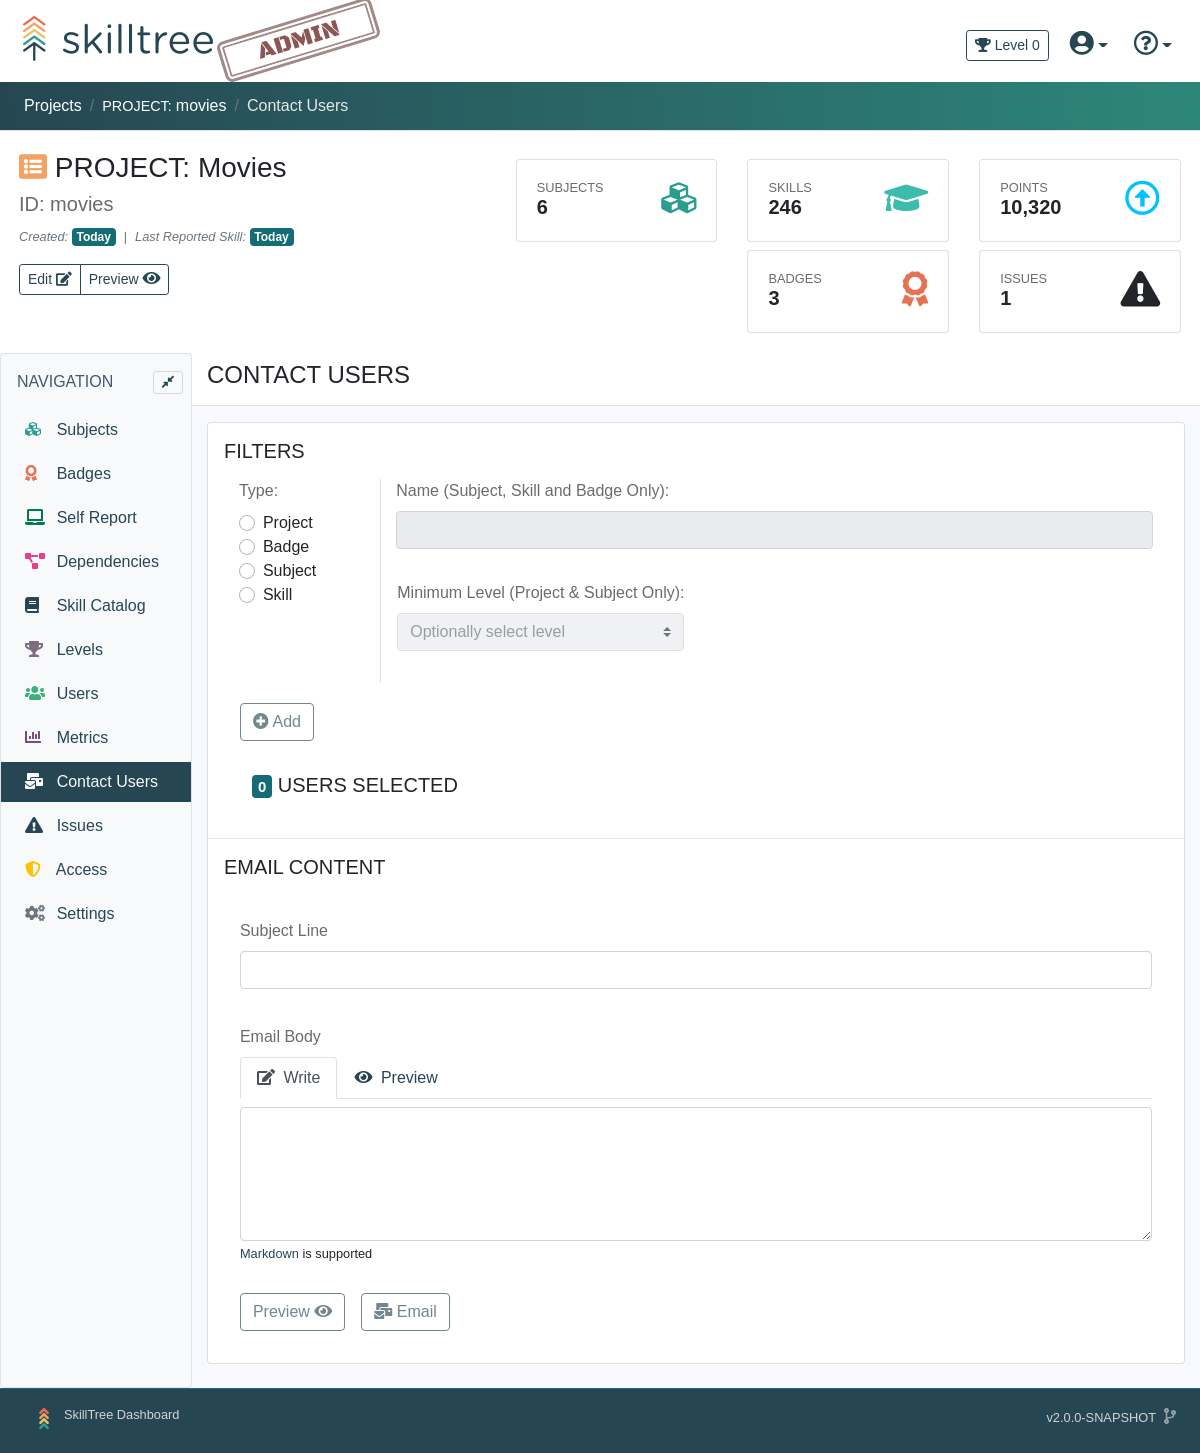 skilltree
ADMIN
Level 0
Projects / PROJECT: movies / Contact Users
PROJECT: Movies
ID: movies
Created: Today | Last Reported Skill: Today
Edit
Preview
SUBJECTS
6
SKILLS
246
POINTS
10,320
BADGES
3
ISSUES
1
NAVIGATION
Subjects
Badges
Self Report
Dependencies
Skill Catalog
Levels
Users
Metrics
Contact Users
Issues
Access
Settings
CONTACT USERS
FILTERS
Type:
Project
Badge
Subject
Skill
Name (Subject, Skill and Badge Only):
Minimum Level (Project & Subject Only):
Optionally select level
Add
0 USERS SELECTED
EMAIL CONTENT
Subject Line
Email Body
Write
Preview
Markdown is supported
Preview
Email
SkillTree Dashboard
v2.0.0-SNAPSHOT